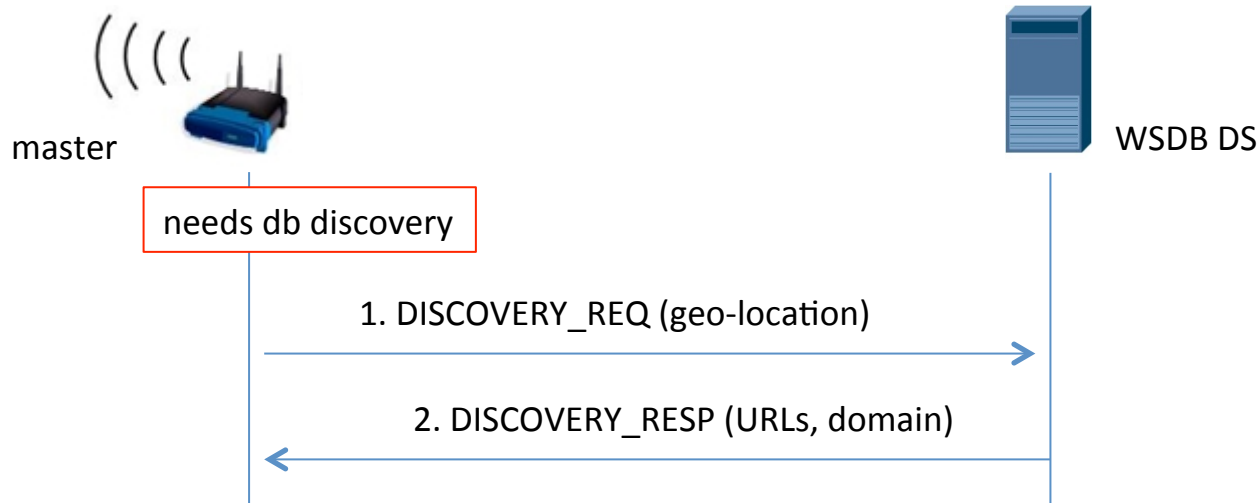 master
WSDB DS
needs db discovery
1. DISCOVERY_REQ (geo-location)
2. DISCOVERY_RESP (URLs, domain)